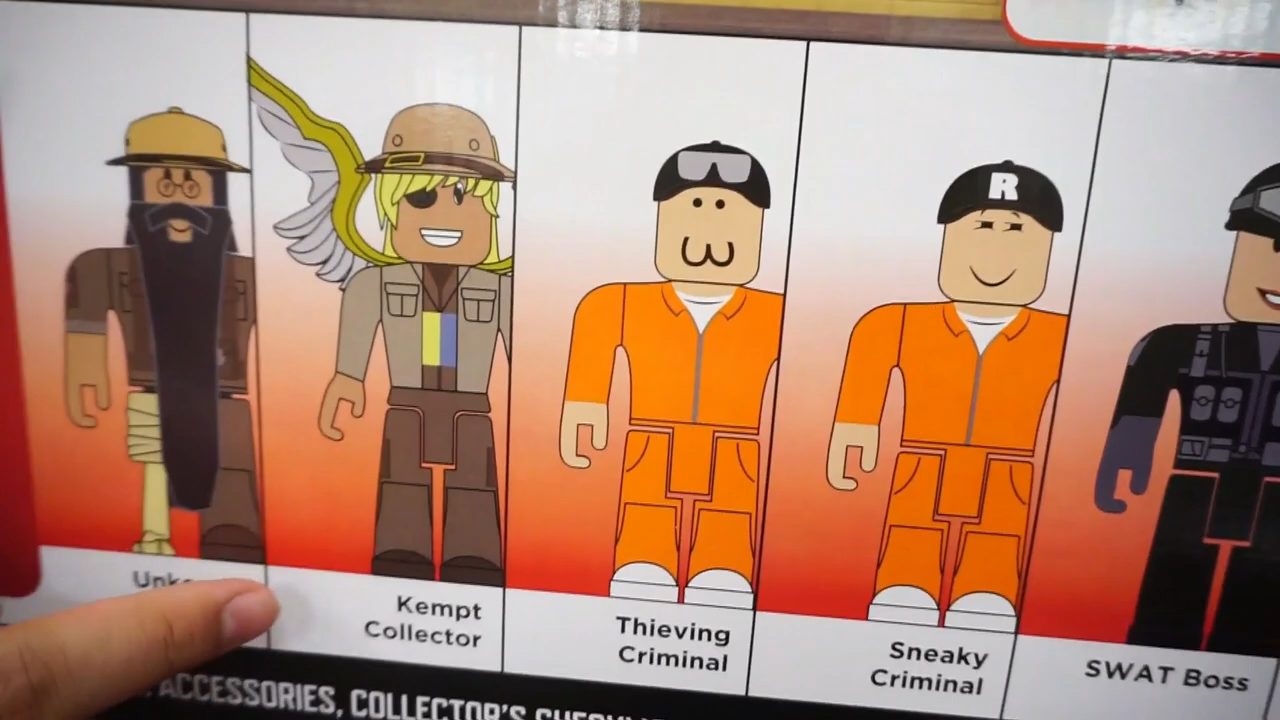 R
Kempt
Collector
Thieving
Criminal
Sneaky
Criminal
SWAT Boss
ACCESSORIES, COLLECTOR'S